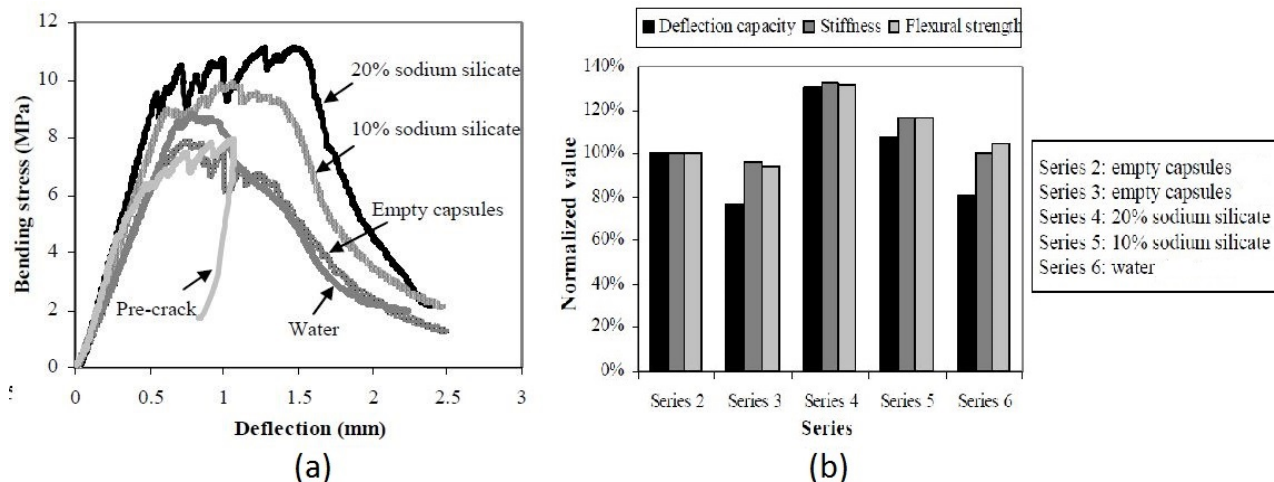 12
10
8
6
4
2
0
Bending stress (MPa)
20% sodium silicate
10% sodium silicate
Empty capsules
Pre-crack
Water
0 0.5 1 1.5 2 2.5 3
Deflection (mm)
(a)
Deflection capacity Stiffness Flexural strength
140%
120%
100%
80%
60%
40%
20%
0%
Normalized value
Series 2 Series 3 Series 4 Series 5 Series 6
Series
(b)
Series 2: empty capsules
Series 3: empty capsules
Series 4: 20% sodium silicate
Series 5: 10% sodium silicate
Series 6: water